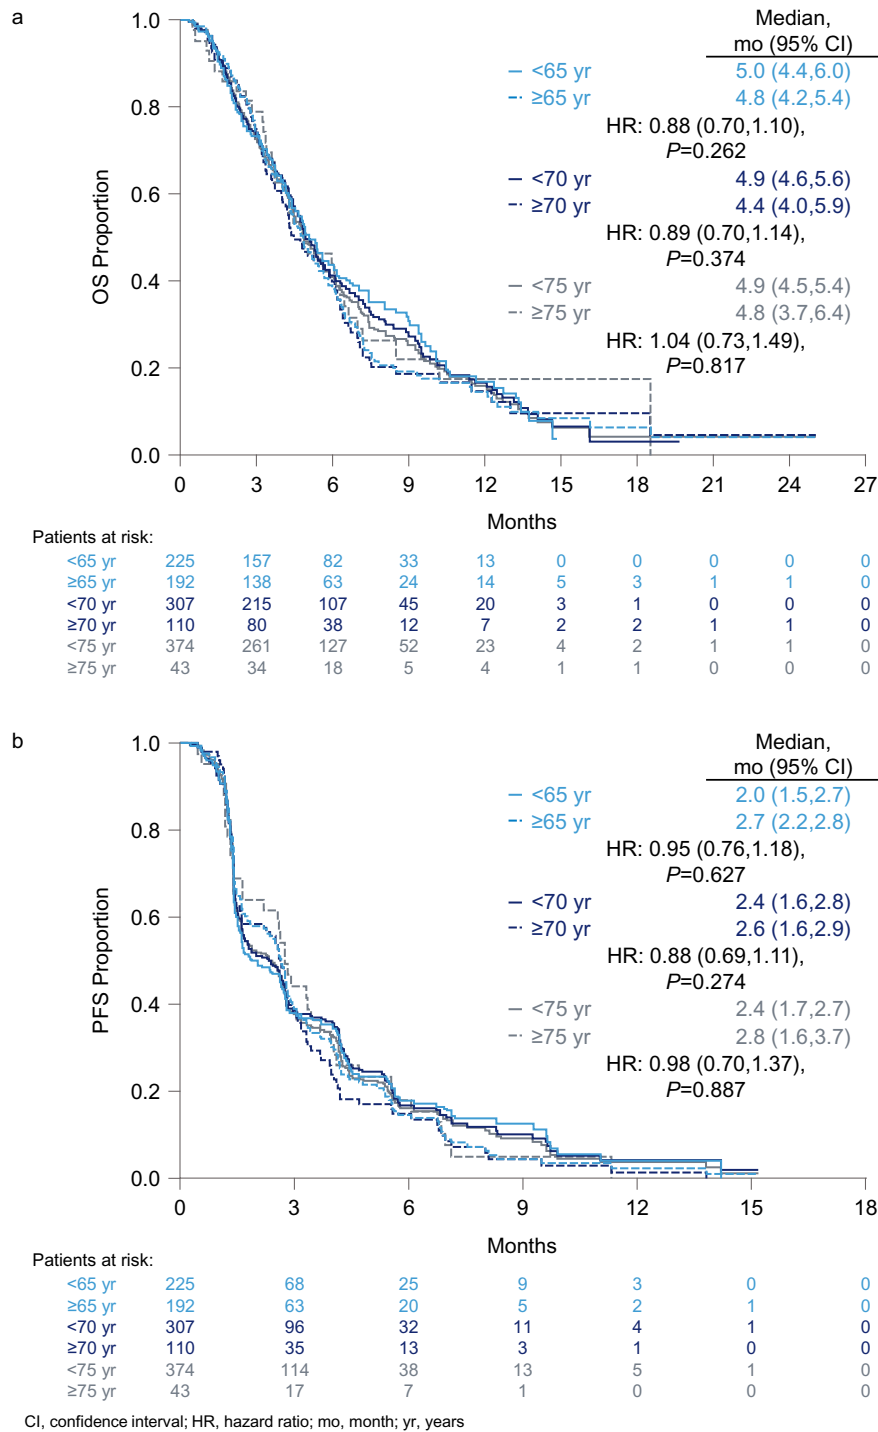 a
Median,
mo (95% CI)
<65 yr 5.0 (4.4,6.0)
≥65 yr 4.8 (4.2,5.4)
HR: 0.88 (0.70,1.10),
P=0.262
<70 yr 4.9 (4.6,5.6)
≥70 yr 4.4 (4.0,5.9)
HR: 0.89 (0.70,1.14),
P=0.374
<75 yr 4.9 (4.5,5.4)
≥75 yr 4.8 (3.7,6.4)
HR: 1.04 (0.73,1.49),
P=0.817
OS Proportion
1.0
0.8
0.6
0.4
0.2
0.0
0 3 6 9 12 15 18 21 24 27
Months
Patients at risk:
<65 yr 225 157 82 33 13 0 0 0 0 0
≥65 yr 192 138 63 24 14 5 3 1 1 0
<70 yr 307 215 107 45 20 3 1 0 0 0
≥70 yr 110 80 38 12 7 2 2 1 1 0
<75 yr 374 261 127 52 23 4 2 1 1 0
≥75 yr 43 34 18 5 4 1 1 0 0 0
b
Median,
mo (95% CI)
<65 yr 2.0 (1.5,2.7)
≥65 yr 2.7 (2.2,2.8)
HR: 0.95 (0.76,1.18),
P=0.627
<70 yr 2.4 (1.6,2.8)
≥70 yr 2.6 (1.6,2.9)
HR: 0.88 (0.69,1.11),
P=0.274
<75 yr 2.4 (1.7,2.7)
≥75 yr 2.8 (1.6,3.7)
HR: 0.98 (0.70,1.37),
P=0.887
PFS Proportion
1.0
0.8
0.6
0.4
0.2
0.0
0 3 6 9 12 15 18
Months
Patients at risk:
<65 yr 225 68 25 9 3 0 0
≥65 yr 192 63 20 5 2 1 0
<70 yr 307 96 32 11 4 1 0
≥70 yr 110 35 13 3 1 0 0
<75 yr 374 114 38 13 5 1 0
≥75 yr 43 17 7 1 0 0 0
CI, confidence interval; HR, hazard ratio; mo, month; yr, years